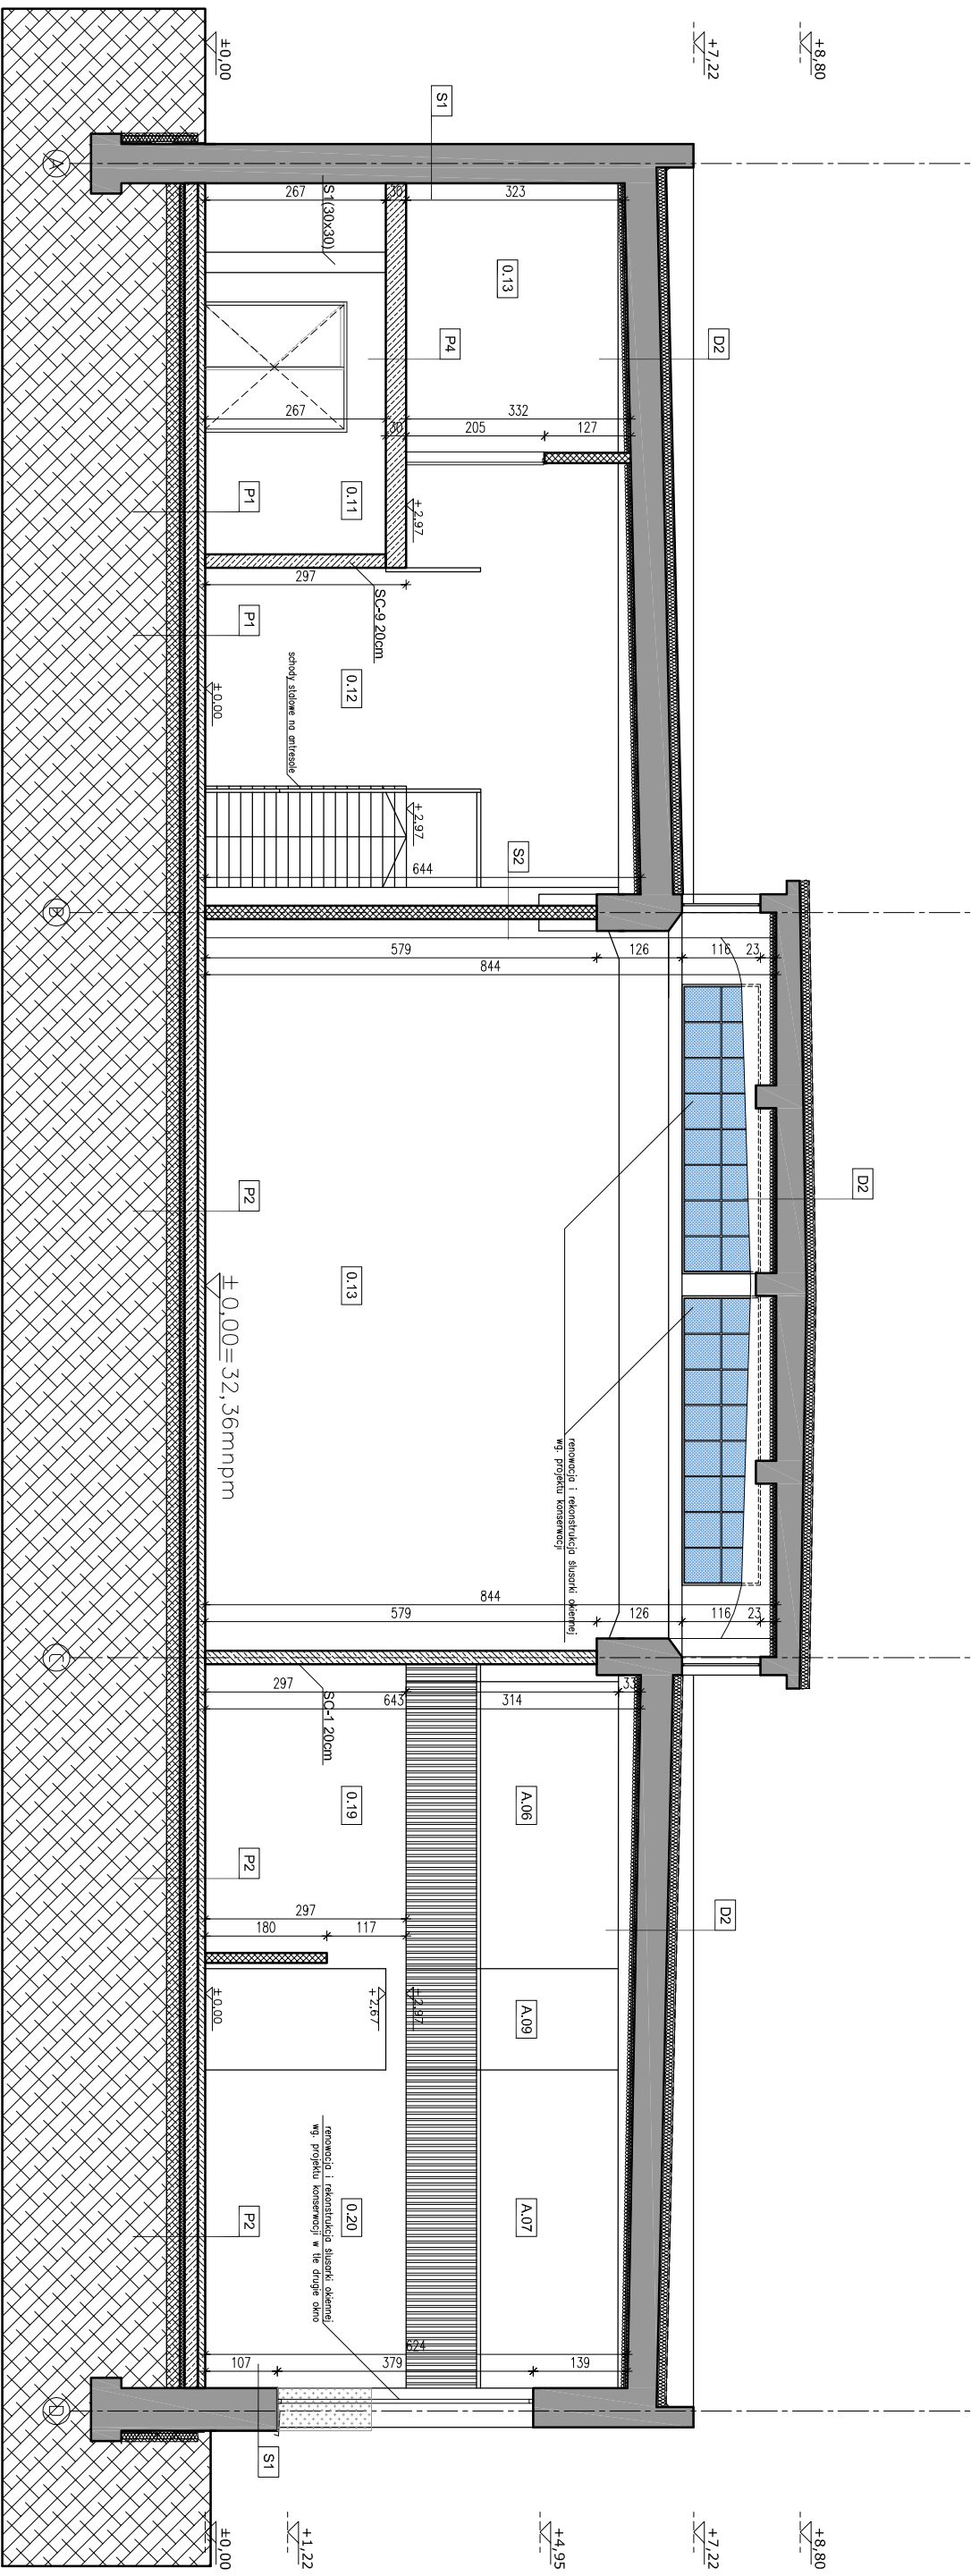 +8,80
+7,22
±0,00
S1
D2
323
30
267
S1(30x30)
0.13
P4
332
267
30
205
127
+2,97
0.11
P1
297
SC-9 20cm
P1
0.12
±0,00
schody stalowe na antresole
+2,97
644
S2
A
B
579
126
116
23
844
D2
P2
0.13
±0,00=32,36mnpm
renowacja i rekonstrukcja ślusarki okiennej
wg. projektu konserwacji
844
579
126
116
23
C
297
314
33
643
SC-1 20cm
0.19
A.06
P2
D2
297
180
117
±0,00
+2,67
+2,97
A.09
renowacja i rekonstrukcja ślusarki okiennej
wg. projektu konserwacji w tle drugie okno
0.20
A.07
P2
624
107
379
139
S1
D
±0,00
+1,22
+4,95
+7,22
+8,80